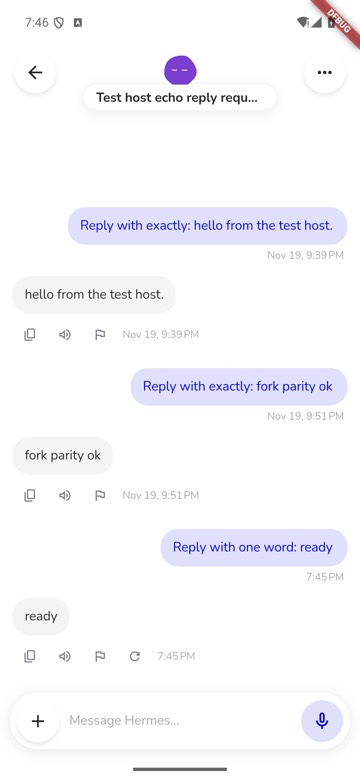 7:46
DEBUG
Test host echo reply requ...
Reply with exactly: hello from the test host.
Nov 19, 9:39 PM
hello from the test host.
Nov 19, 9:39 PM
Reply with exactly: fork parity ok
Nov 19, 9:51 PM
fork parity ok
Nov 19, 9:51 PM
Reply with one word: ready
7:45 PM
ready
7:45 PM
Message Hermes...